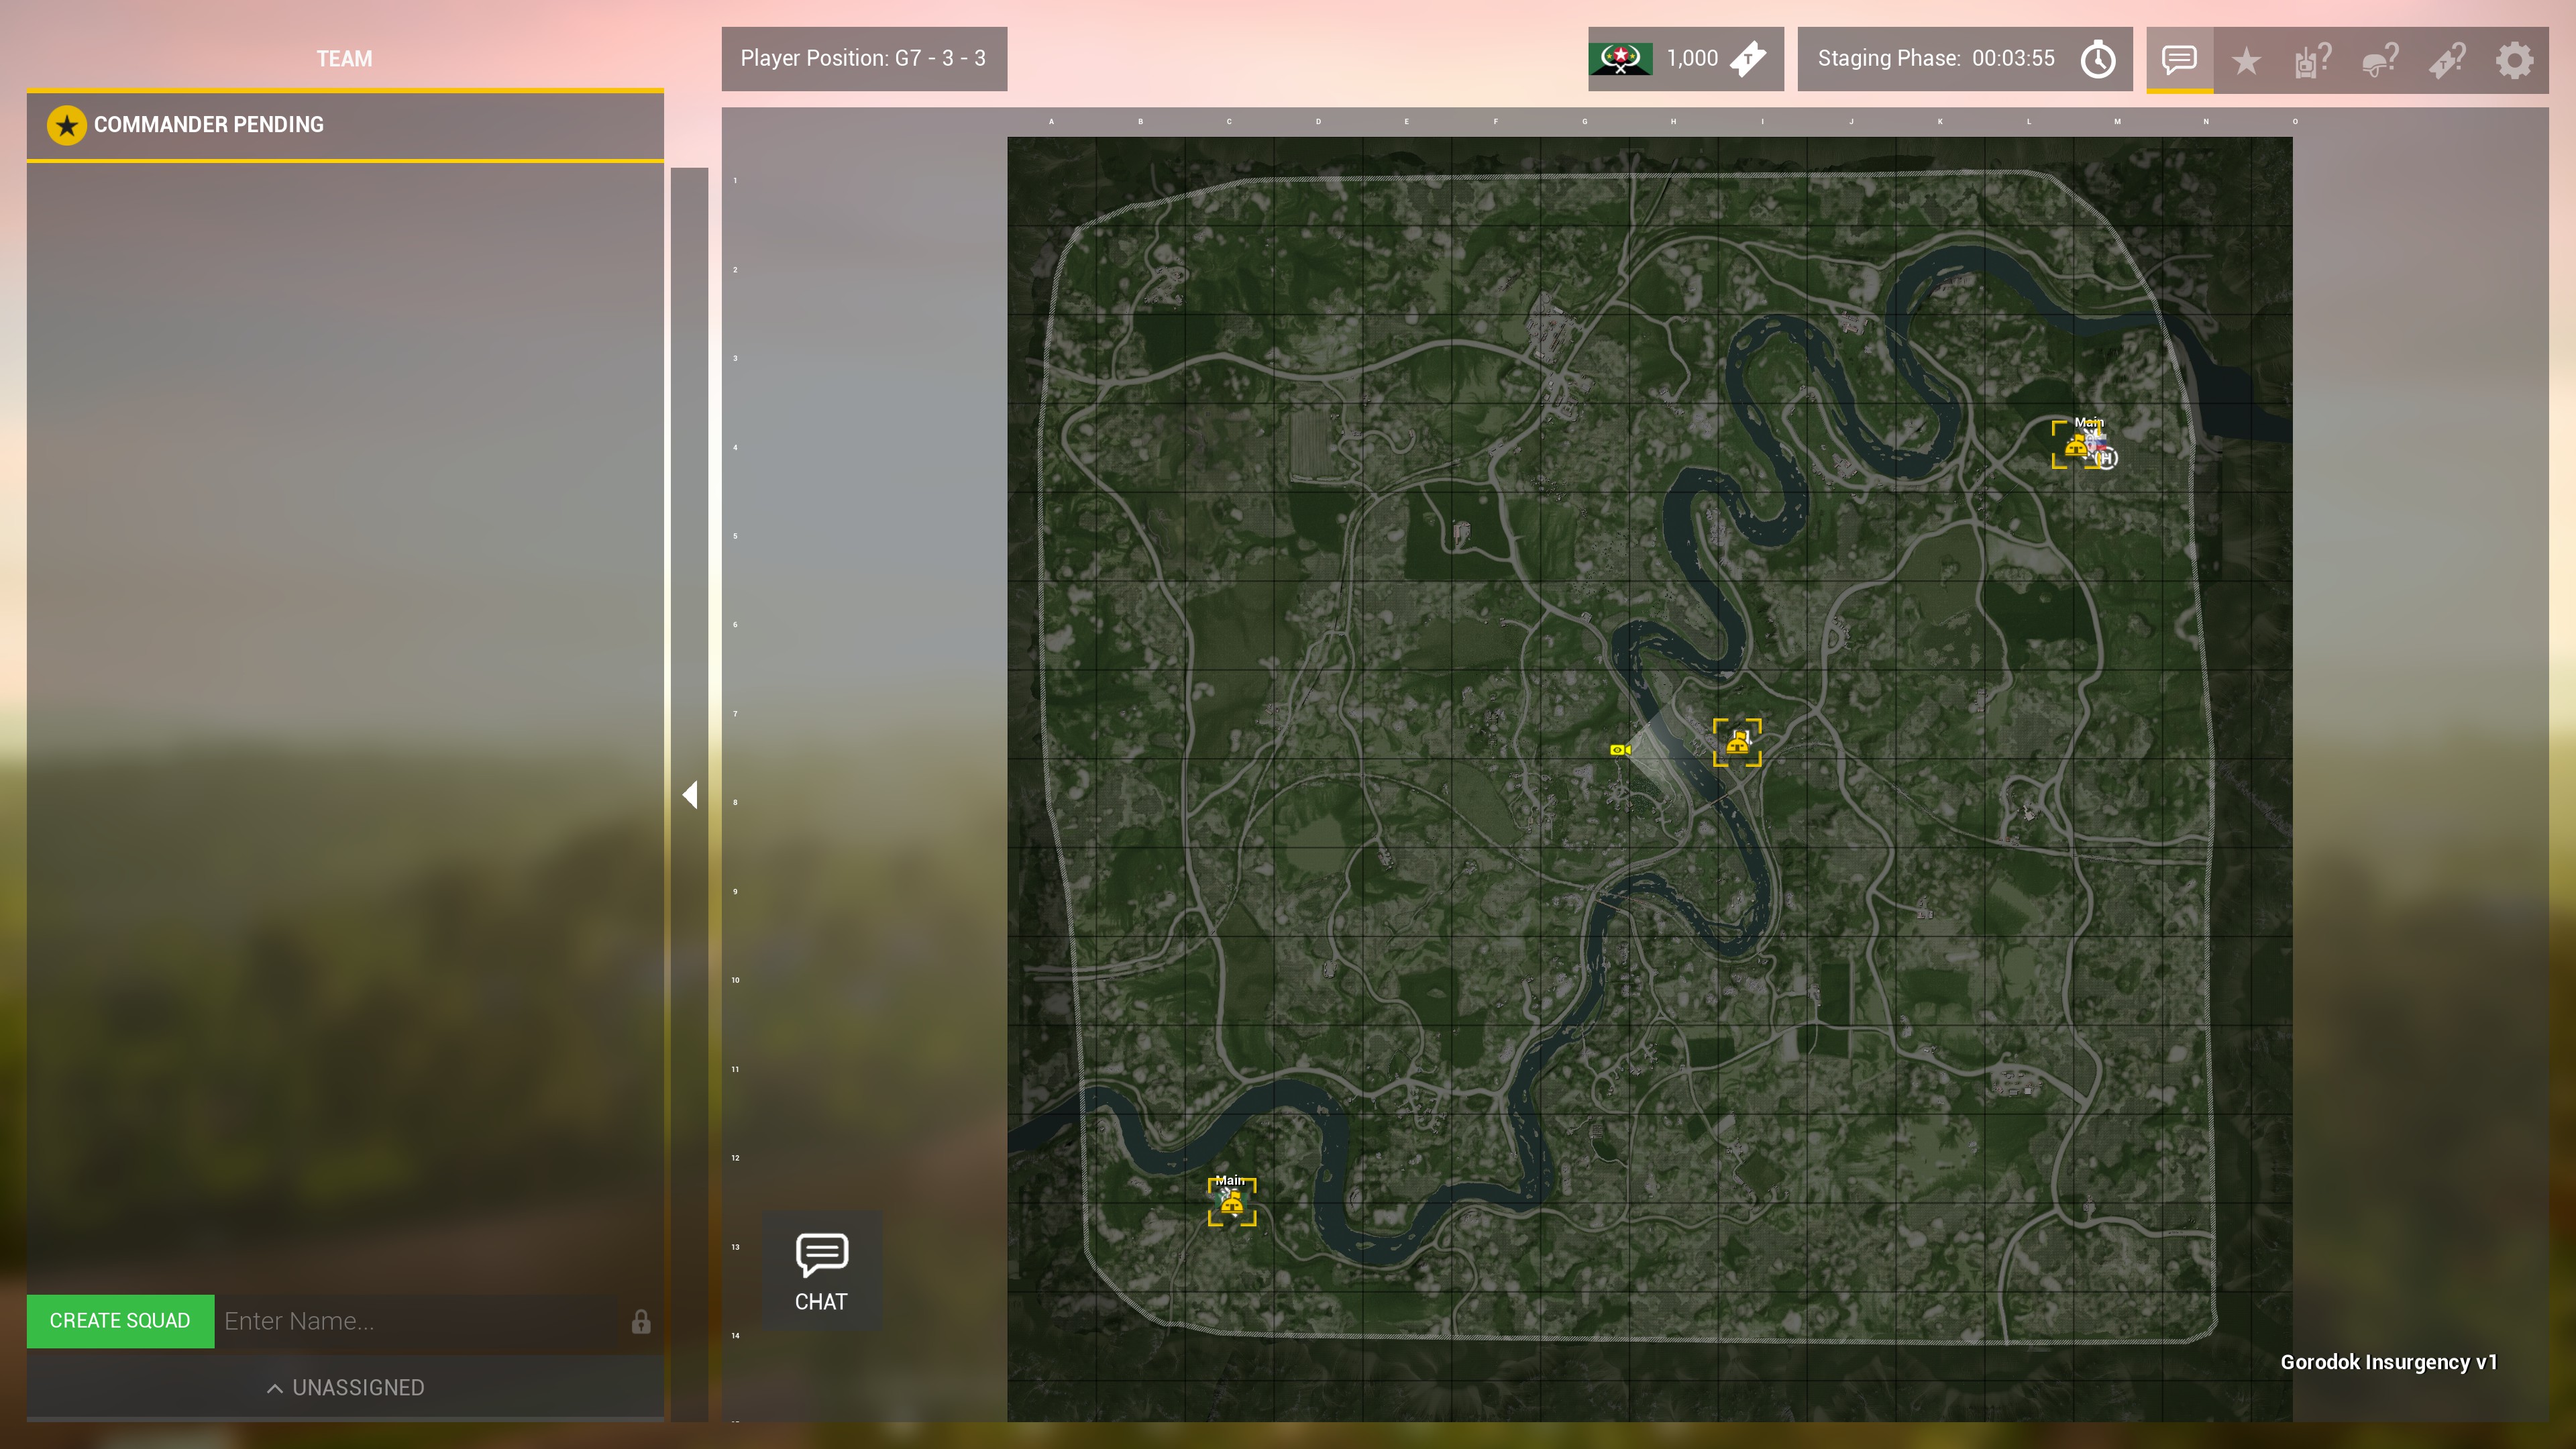 TEAM
Player Position: G7 - 3 - 3
1,000
T
Staging Phase: 00:03:55
?
?
T?
COMMANDER PENDING
A B C D E F G H I J K L M N O
1
2
3
4
5
6
7
8
9
10
11
12
13
14
Main
H
Main
CHAT
CREATE SQUAD
Enter Name...
UNASSIGNED
Gorodok Insurgency v1